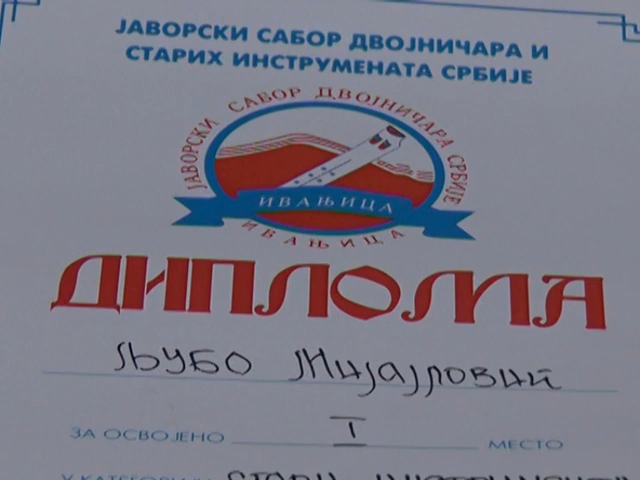 ЈАВОРСКИ САБОР ДВОЈНИЧАРА И
СТАРИХ ИНСТРУМЕНАТА СРБИЈЕ
ЈАВОРСКИ САБОР ДВОЈНИЧАРА СРБИЈЕ
ИВАЊИЦА
ИВАЊИЦА
ДИПЛОМА
Љубо Мијајловић
ЗА ОСВОЈЕНО I МЕСТО